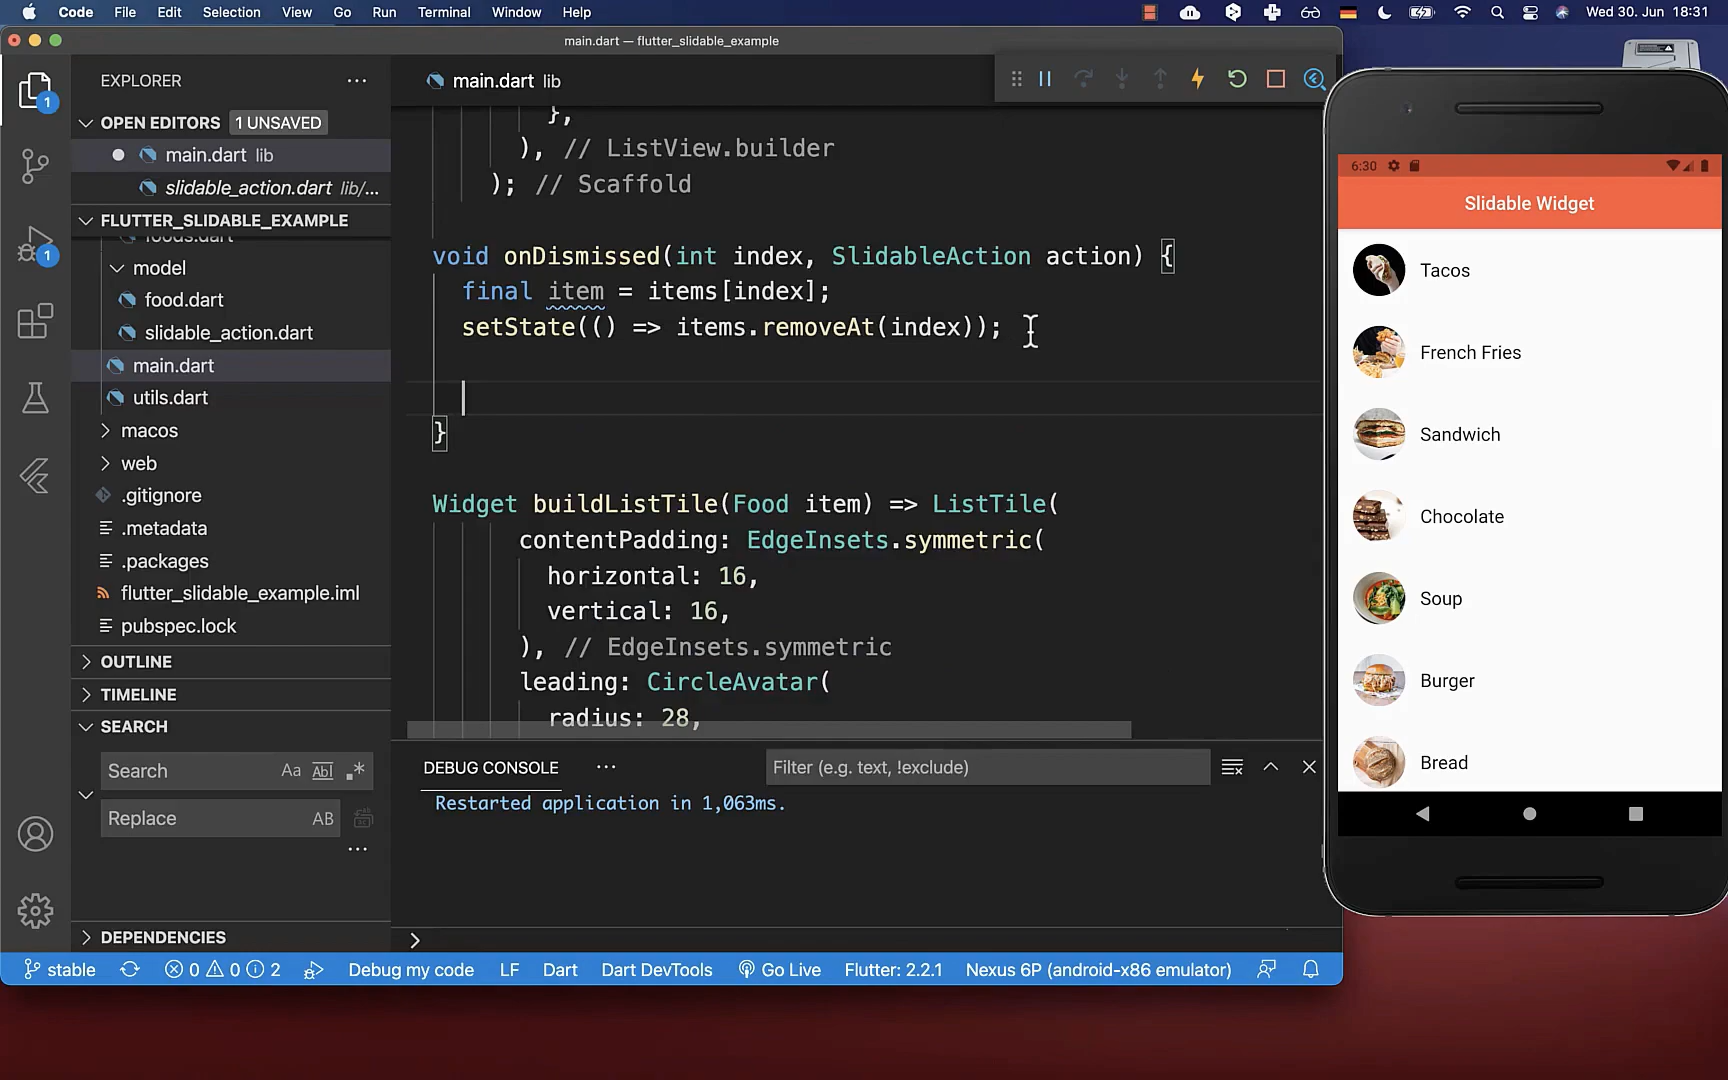 Code File Edit Selection View Go Run Terminal Window Help Wed 30. Jun 18:31
main.dart — flutter_slidable_example
EXPLORER
OPEN EDITORS 1 UNSAVED
main.dart lib
slidable_action.dart lib/...
FLUTTER_SLIDABLE_EXAMPLE
foods.dart
model
food.dart
slidable_action.dart
main.dart
utils.dart
macos
web
.gitignore
.metadata
.packages
flutter_slidable_example.iml
pubspec.lock
OUTLINE
TIMELINE
SEARCH
Search Aa Abl .*
Replace AB
DEPENDENCIES
1
1
main.dart lib
},
), // ListView.builder
); // Scaffold
void onDismissed(int index, SlidableAction action) {
final item = items[index];
setState(() => items.removeAt(index));
}
Widget buildListTile(Food item) => ListTile(
contentPadding: EdgeInsets.symmetric(
horizontal: 16,
vertical: 16,
), // EdgeInsets.symmetric
leading: CircleAvatar(
radius: 28,
DEBUG CONSOLE
Filter (e.g. text, !exclude)
Restarted application in 1,063ms.
stable 0 0 2 Debug my code LF Dart Dart DevTools Go Live Flutter: 2.2.1 Nexus 6P (android-x86 emulator)
6:30
Slidable Widget
Tacos
French Fries
Sandwich
Chocolate
Soup
Burger
Bread